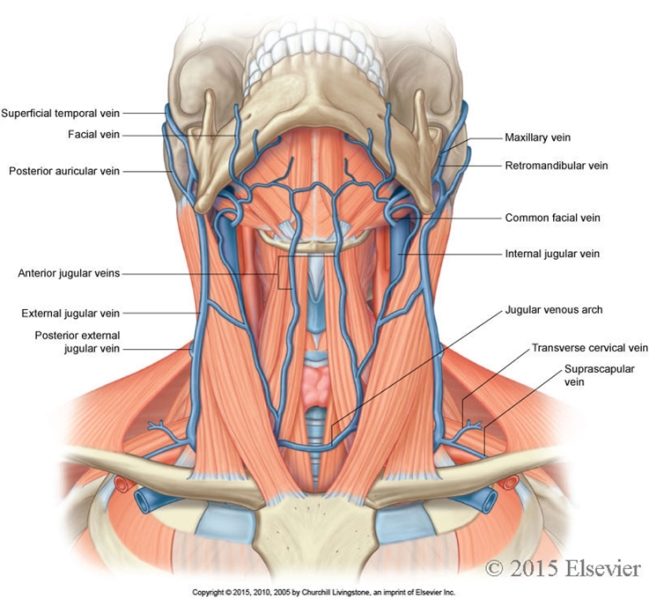 Superficial temporal vein
Facial vein
Posterior auricular vein
Anterior jugular veins
External jugular vein
Posterior external
jugular vein
Maxillary vein
Retromandibular vein
Common facial vein
Internal jugular vein
Jugular venous arch
Transverse cervical vein
Suprascapular
vein
© 2015 Elsevier
Copyright © 2015, 2010, 2005 by Churchill Livingstone, an imprint of Elsevier Inc.